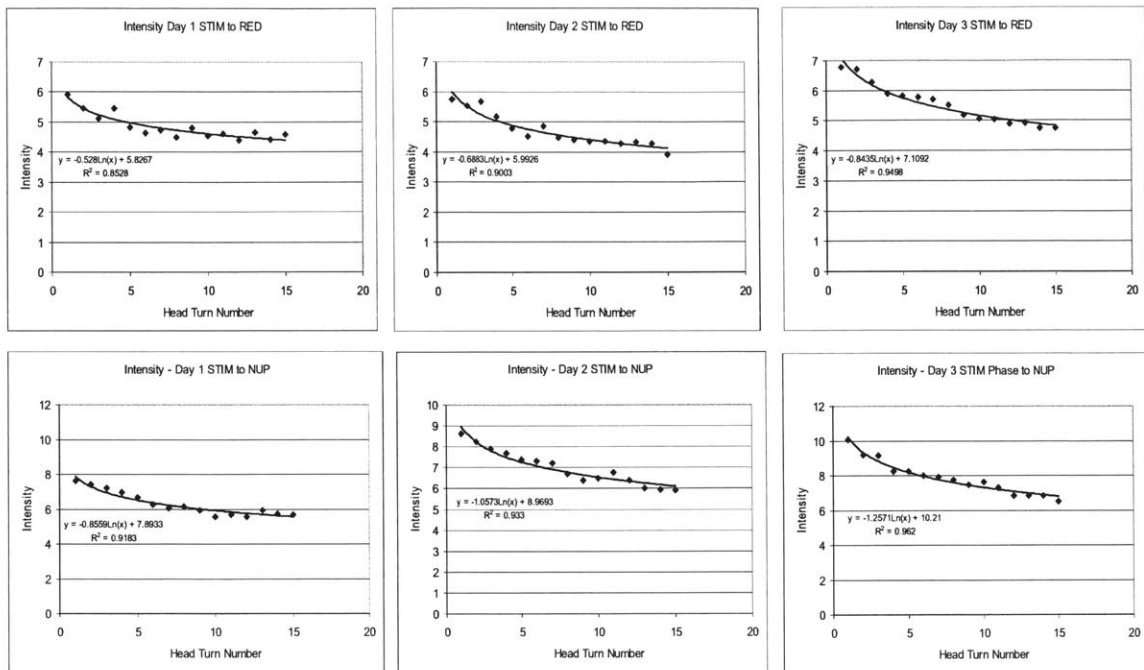 Intensity Day 1 STIM to RED
7
6
5
4
3
2
1
0
Intensity
y = -0.528Ln(x) + 5.8267
R² = 0.8528
0 5 10 15 20
Head Turn Number
Intensity Day 2 STIM to RED
7
6
5
4
3
2
1
0
Intensity
y = -0.6883Ln(x) + 5.9926
R² = 0.9003
0 5 10 15 20
Head Turn Number
Intensity Day 3 STIM to RED
7
6
5
4
3
2
1
0
Intensity
y = -0.8435Ln(x) + 7.1092
R² = 0.9498
0 5 10 15 20
Head Turn Number
Intensity - Day 1 STIM to NUP
12
10
8
6
4
2
0
Intensity
y = -0.8559Ln(x) + 7.8933
R² = 0.9183
0 5 10 15 20
Head Turn Number
Intensity - Day 2 STIM to NUP
10
9
8
7
6
5
4
3
2
1
0
Intensity
y = -1.0573Ln(x) + 8.9693
R² = 0.933
0 5 10 15 20
Head Turn Number
Intensity - Day 3 STIM Phase to NUP
12
10
8
6
4
2
0
Intensity
y = -1.2571Ln(x) + 10.21
R² = 0.962
0 5 10 15 20
Head Turn Number